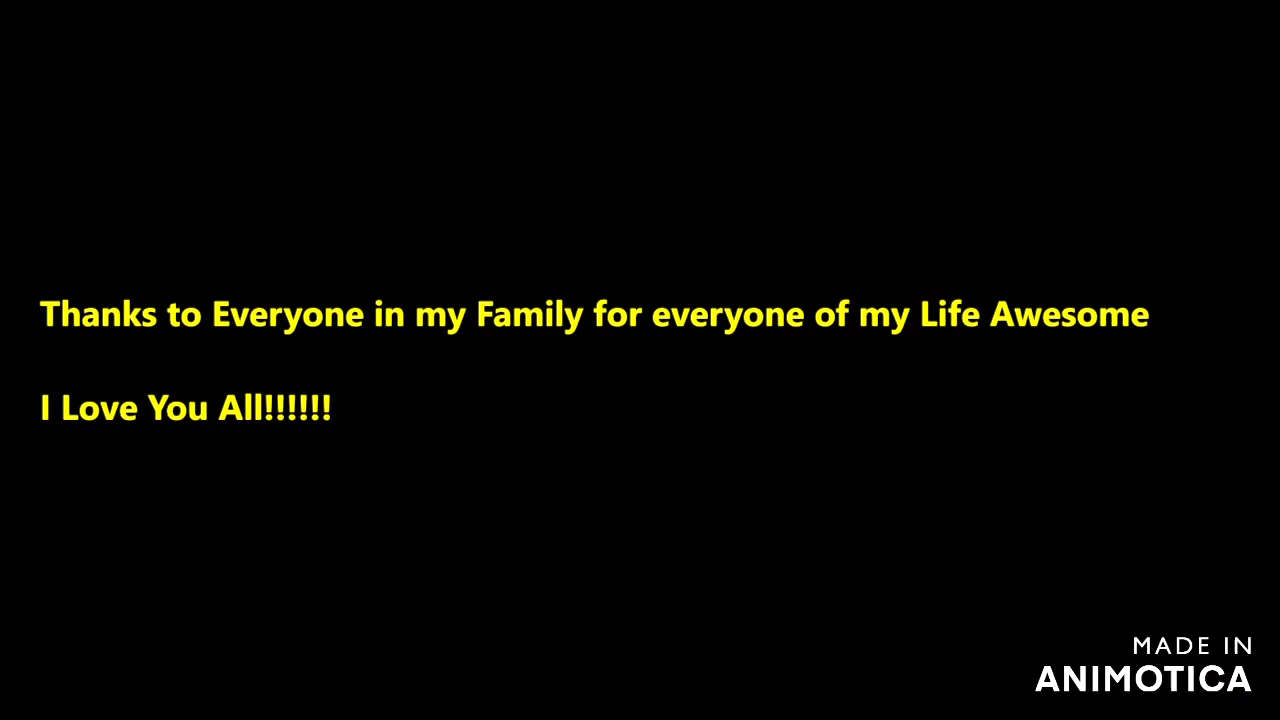 Thanks to Everyone in my Family for everyone of my Life Awesome
I Love You All!!!!!!
MADE IN
ANIMOTICA